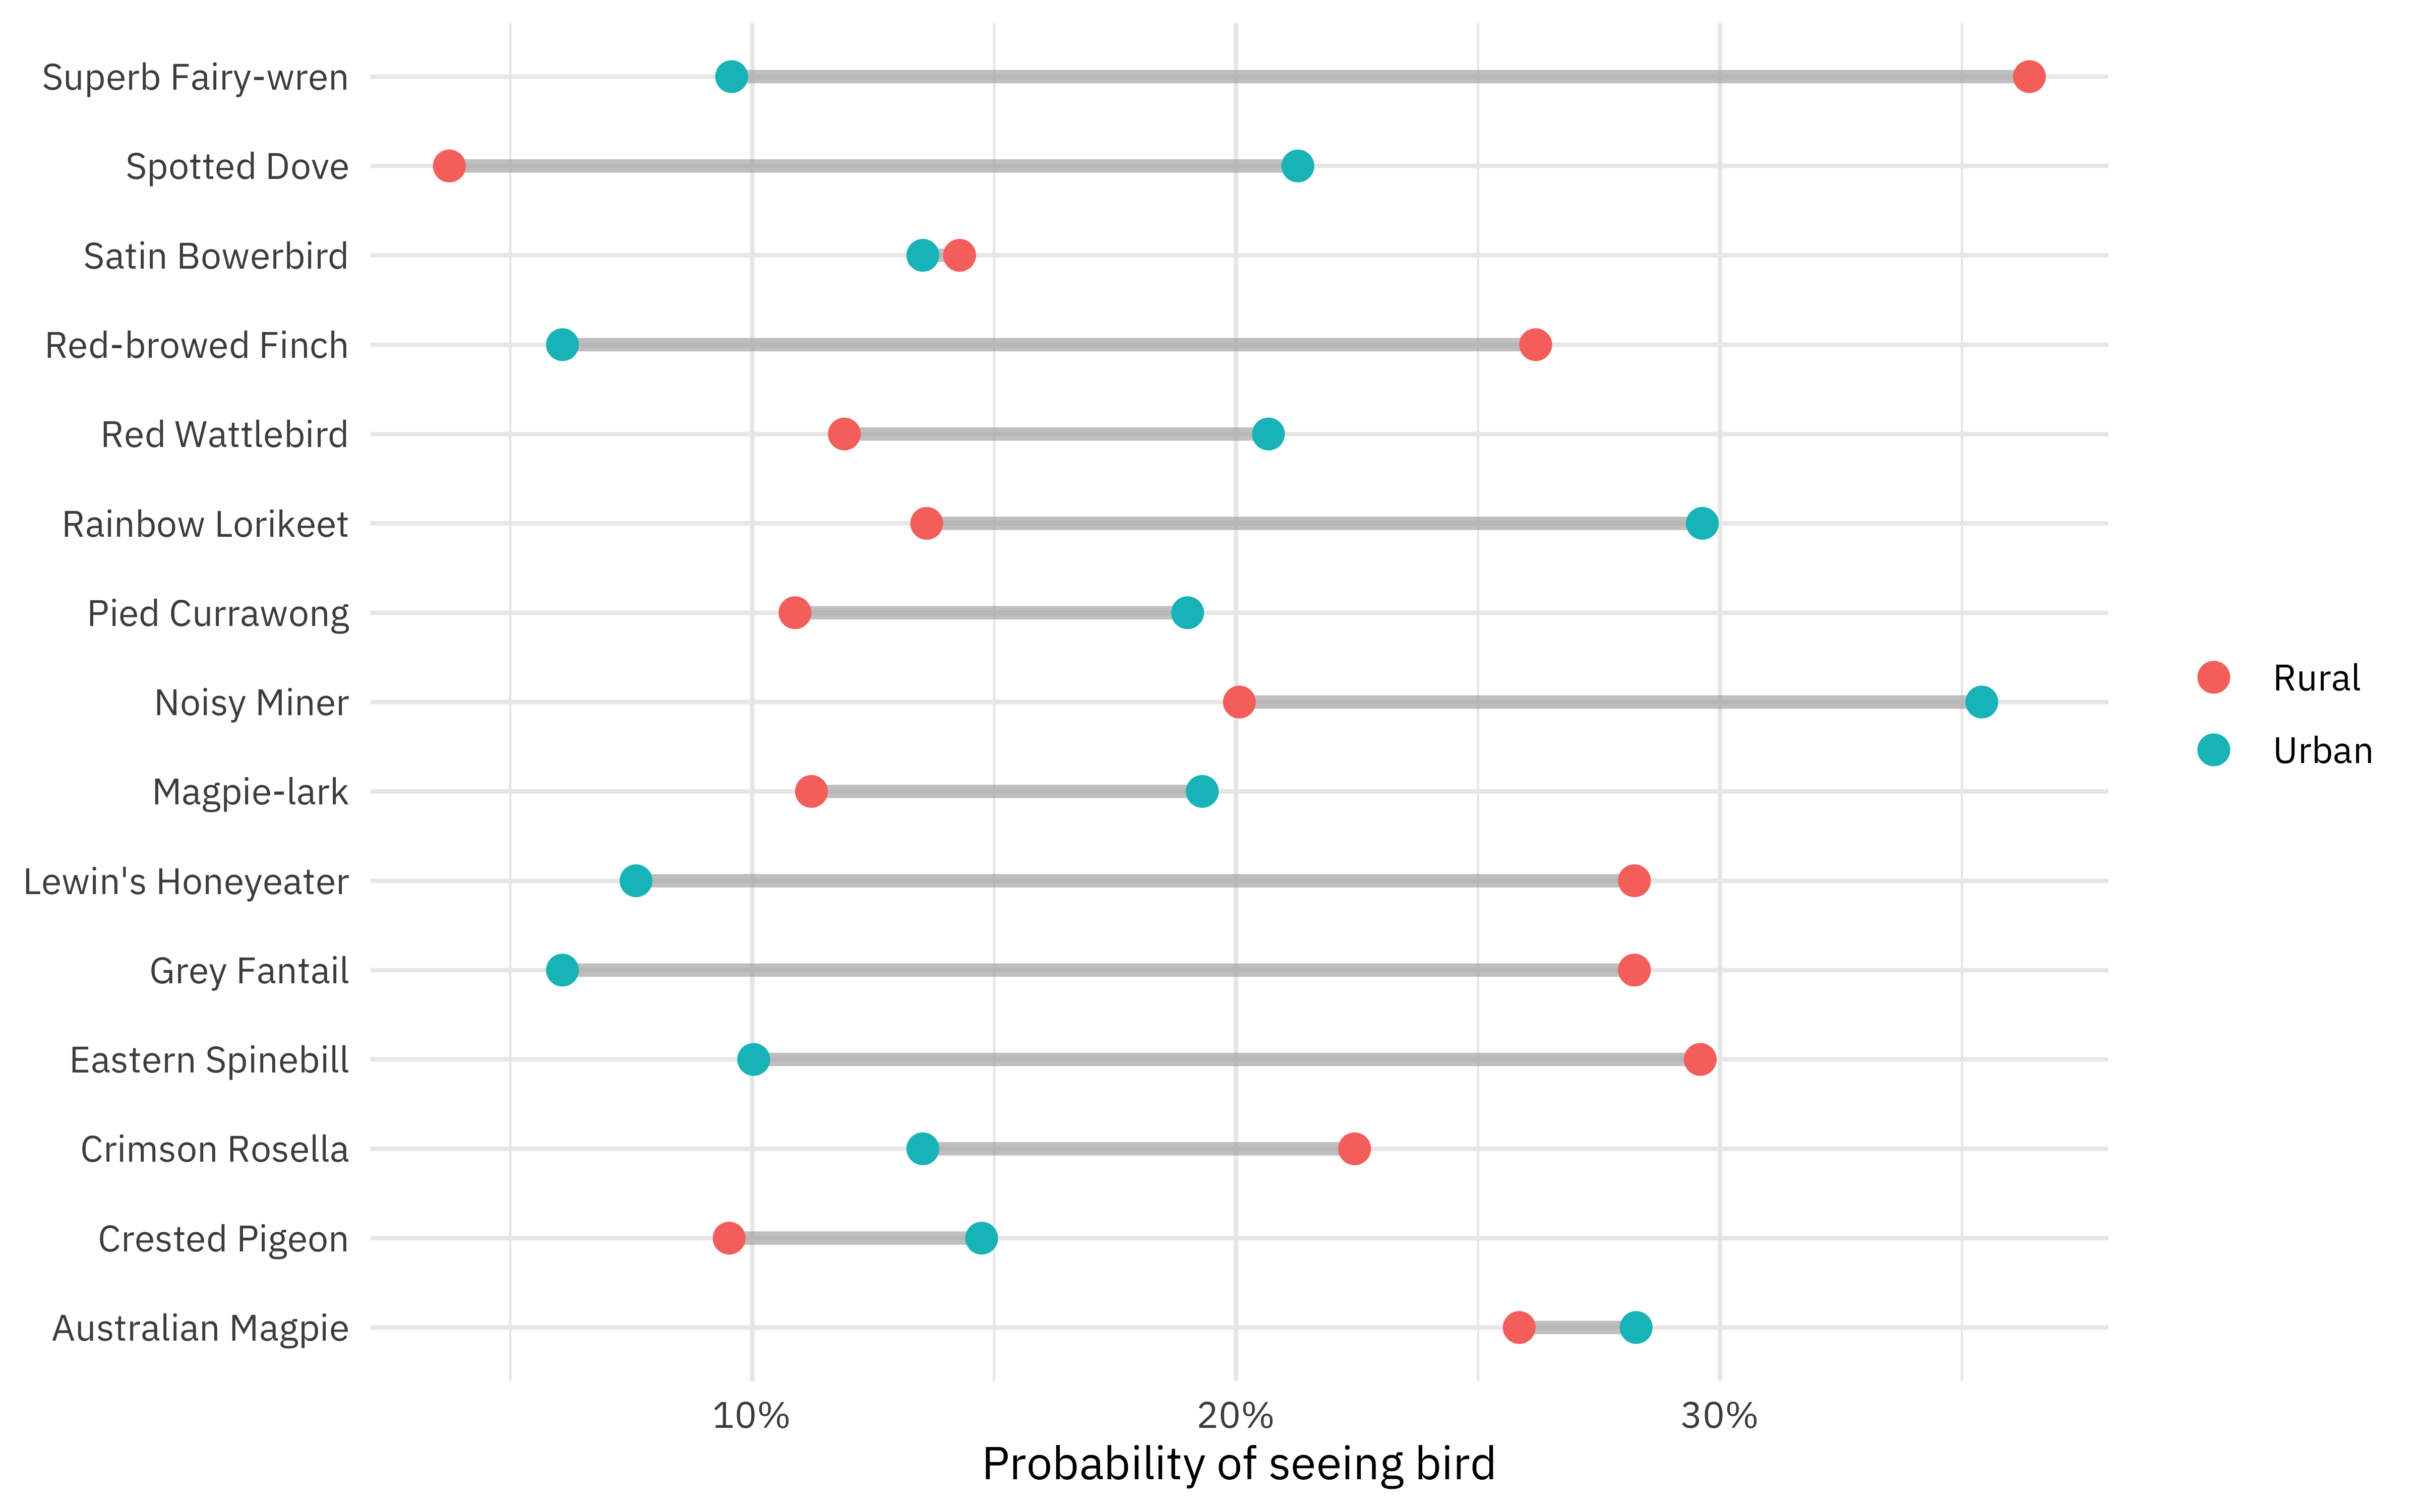 Superb Fairy-wren
Spotted Dove
Satin Bowerbird
Red-browed Finch
Red Wattlebird
Rainbow Lorikeet
Pied Currawong
Noisy Miner
Magpie-lark
Lewin's Honeyeater
Grey Fantail
Eastern Spinebill
Crimson Rosella
Crested Pigeon
Australian Magpie
10% 20% 30%
Probability of seeing bird
Rural
Urban